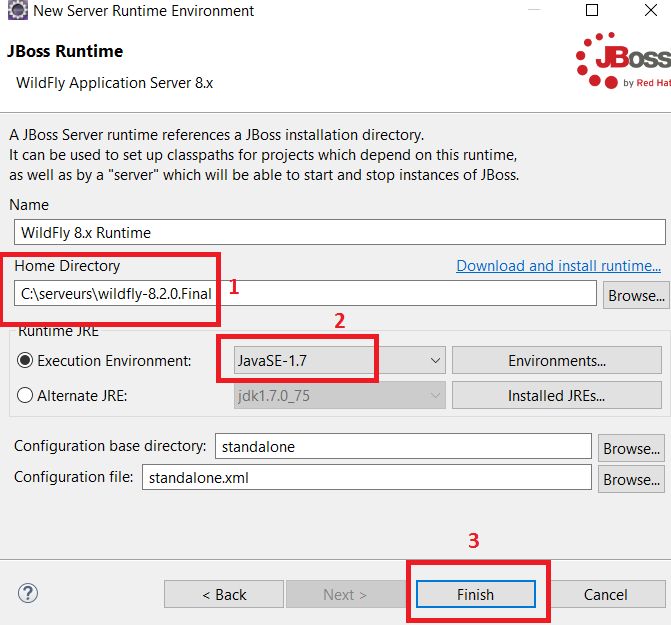 New Server Runtime Environment
JBoss Runtime
WildFly Application Server 8.x
JBoss
by Red Hat
A JBoss Server runtime references a JBoss installation directory.
It can be used to set up classpaths for projects which depend on this runtime,
as well as by a "server" which will be able to start and stop instances of JBoss.
Name
WildFly 8.x Runtime
Home Directory
Download and install runtime...
C:\serveurs\wildfly-8.2.0.Final
1
Browse...
2
Runtime JRE
Execution Environment:
JavaSE-1.7
Environments...
Alternate JRE:
jdk1.7.0_75
Installed JREs...
Configuration base directory:
standalone
Browse...
Configuration file:
standalone.xml
Browse...
3
?
< Back
Next >
Finish
Cancel